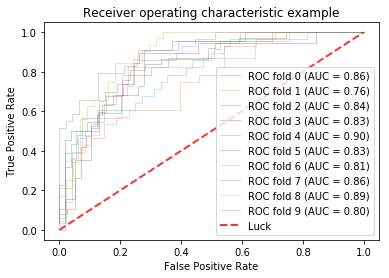 Receiver operating characteristic example
True Positive Rate
1.0
0.8
0.6
0.4
0.2
0.0
ROC fold 0 (AUC = 0.86)
ROC fold 1 (AUC = 0.76)
ROC fold 2 (AUC = 0.84)
ROC fold 3 (AUC = 0.83)
ROC fold 4 (AUC = 0.90)
ROC fold 5 (AUC = 0.83)
ROC fold 6 (AUC = 0.81)
ROC fold 7 (AUC = 0.86)
ROC fold 8 (AUC = 0.89)
ROC fold 9 (AUC = 0.80)
Luck
0.0 0.2 0.4 0.6 0.8 1.0
False Positive Rate